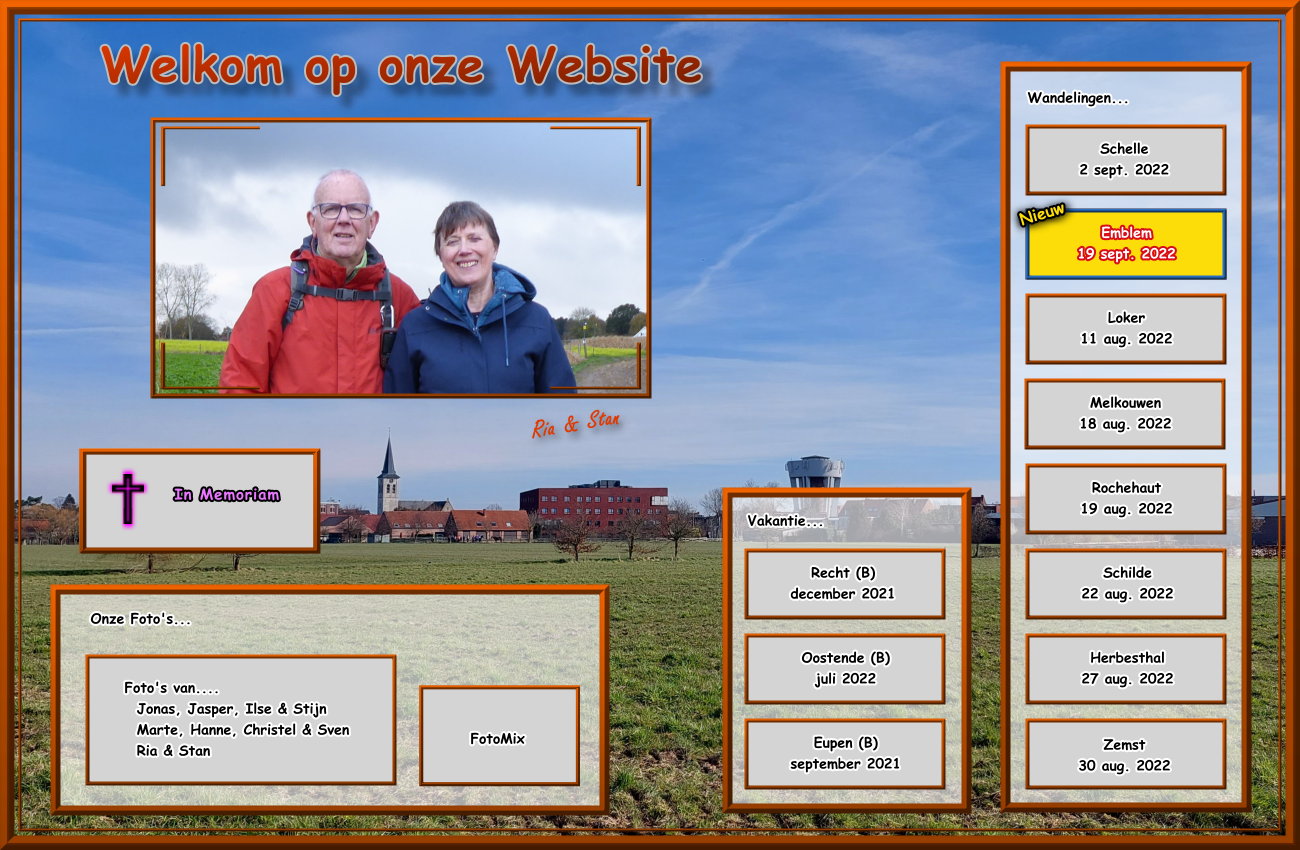 Welkom op onze Website
Ria & Stan
In Memoriam
Onze Foto's...
Foto's van....
Jonas, Jasper, Ilse & Stijn
Marte, Hanne, Christel & Sven
Ria & Stan
FotoMix
Vakantie...
Recht (B)
december 2021
Oostende (B)
juli 2022
Eupen (B)
september 2021
Wandelingen...
Schelle
2 sept. 2022
Nieuw
Emblem
19 sept. 2022
Loker
11 aug. 2022
Melkouwen
18 aug. 2022
Rochehaut
19 aug. 2022
Schilde
22 aug. 2022
Herbesthal
27 aug. 2022
Zemst
30 aug. 2022